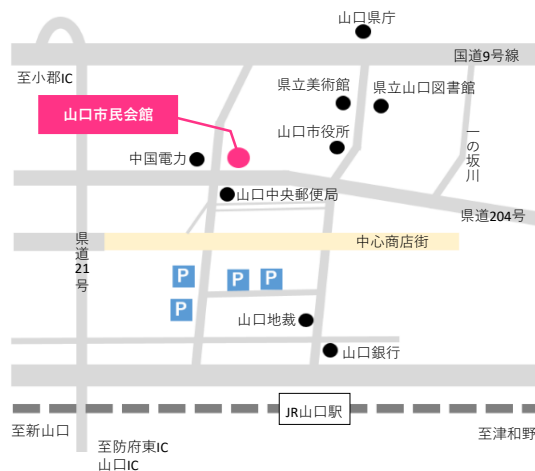 山口県庁
国道9号線
至小郡IC
県立美術館
県立山口図書館
山口市民会館
山口市役所
一の坂川
中国電力
山口中央郵便局
県道204号
県道21号
中心商店街
P
P
P
P
山口地裁
山口銀行
JR山口駅
至新山口
至津和野
至防府東IC
山口IC